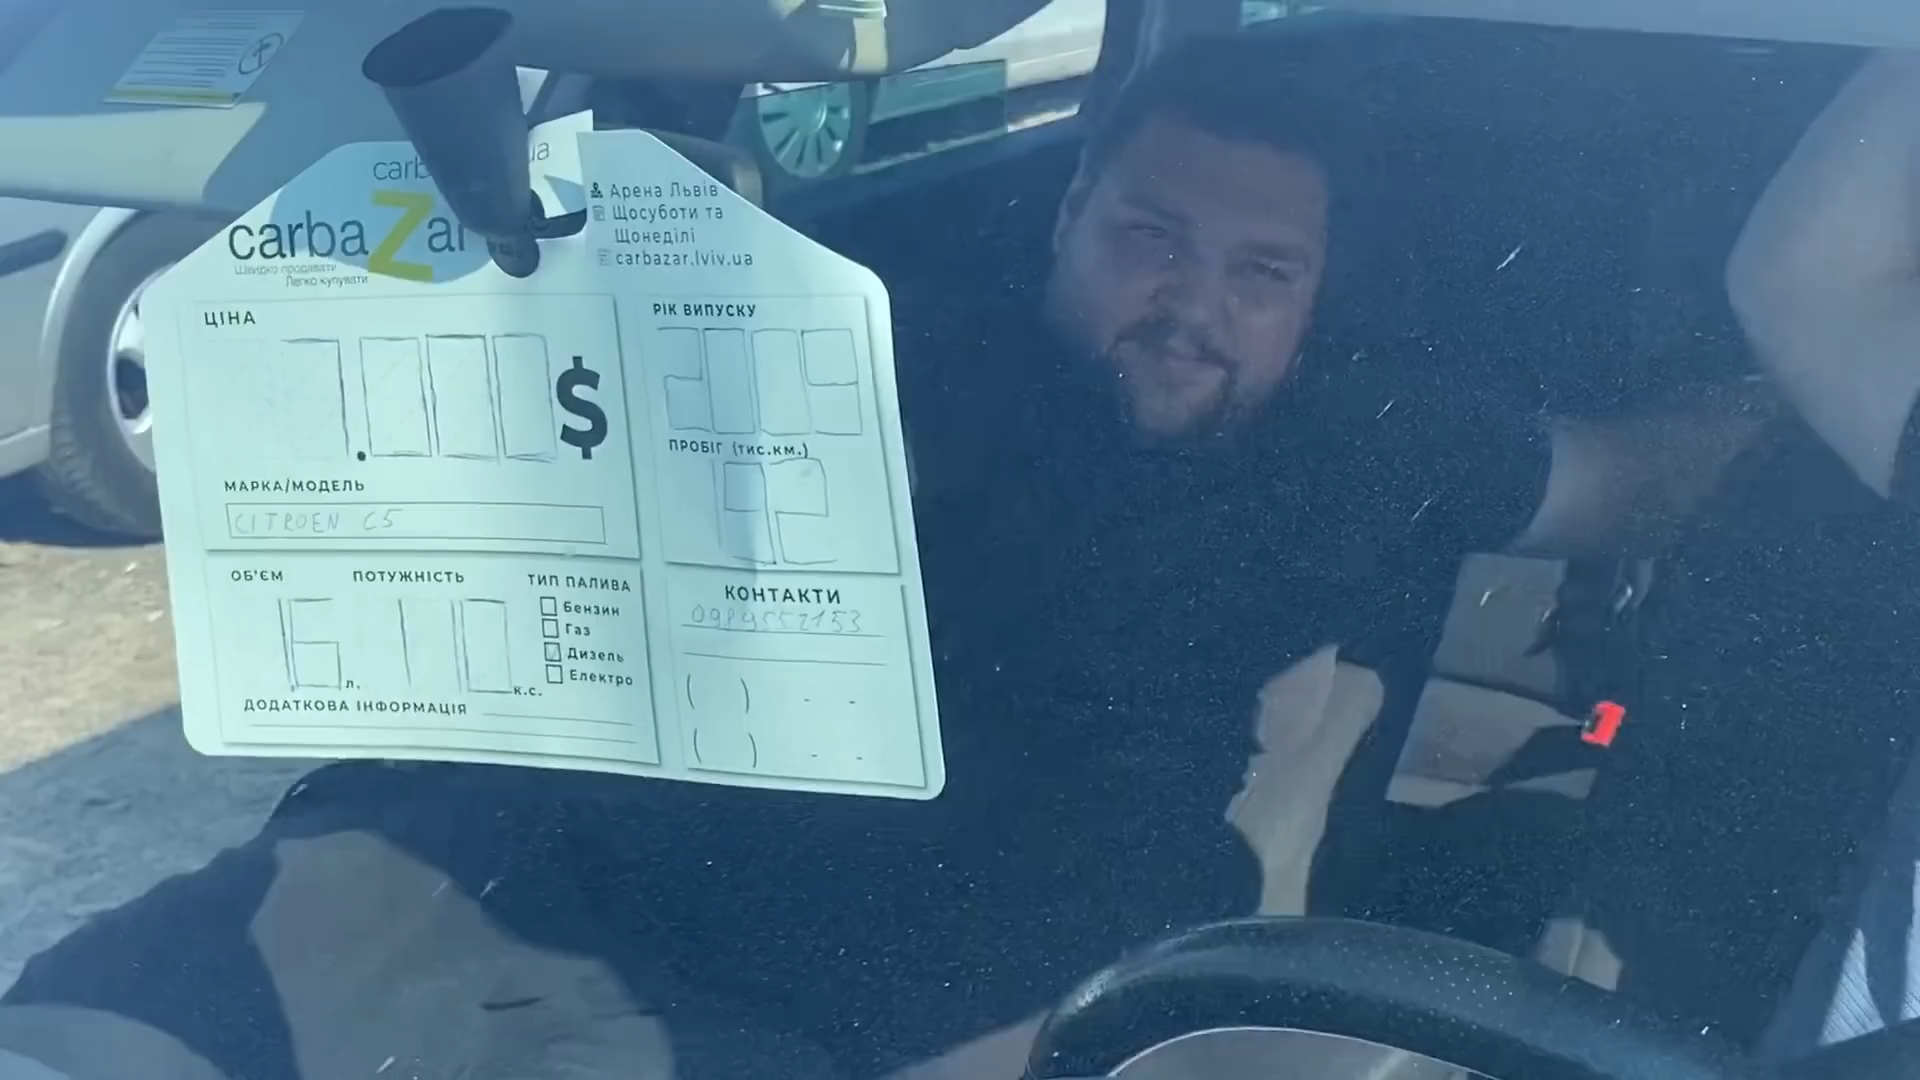 carbaZar
Швидко продавати
Легко купувати
Арена Львів
Щосуботи та
Щонеділі
carbazar.lviv.ua
ЦІНА
7.000 $
РІК ВИПУСКУ
2009
ПРОБІГ (тис.км.)
92
МАРКА/МОДЕЛЬ
CITROEN C5
ОБ'ЄМ
ПОТУЖНІСТЬ
ТИП ПАЛИВА
16 л.
110 к.с.
Бензин
Газ
Дизель
Електро
ДОДАТКОВА ІНФОРМАЦІЯ
КОНТАКТИ
0989552153
( ) - -
( ) - -